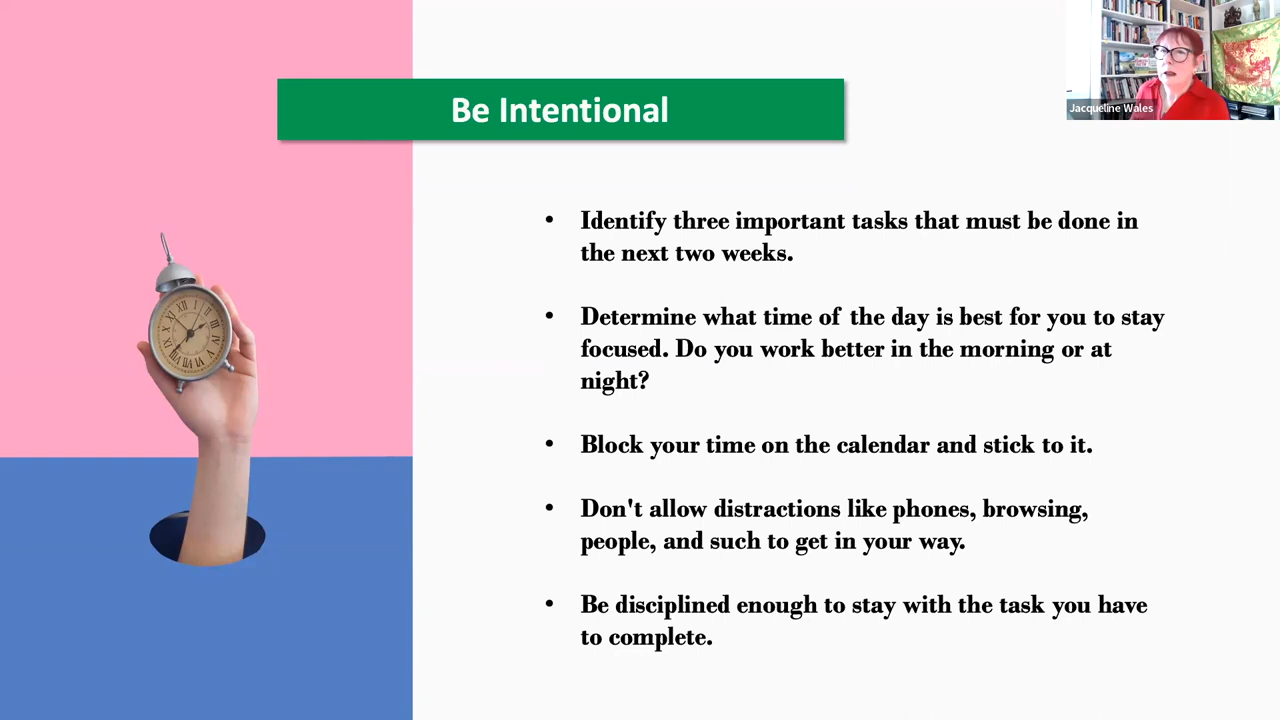 Be Intentional
Jacqueline Wales
• Identify three important tasks that must be done in
the next two weeks.
• Determine what time of the day is best for you to stay
focused. Do you work better in the morning or at
night?
• Block your time on the calendar and stick to it.
• Don't allow distractions like phones, browsing,
people, and such to get in your way.
• Be disciplined enough to stay with the task you have
to complete.